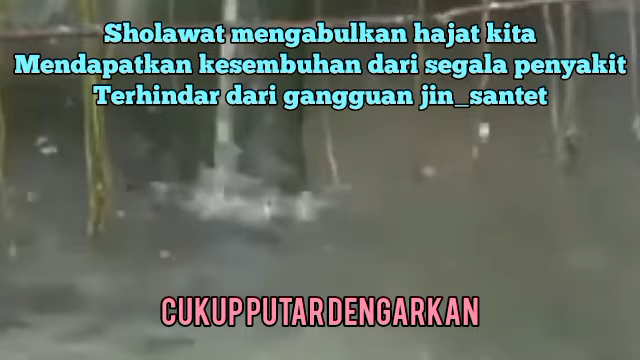 Sholawat mengabulkan hajat kita
Mendapatkan kesembuhan dari segala penyakit
Terhindar dari gangguan jin_santet
CUKUP PUTAR DENGARKAN